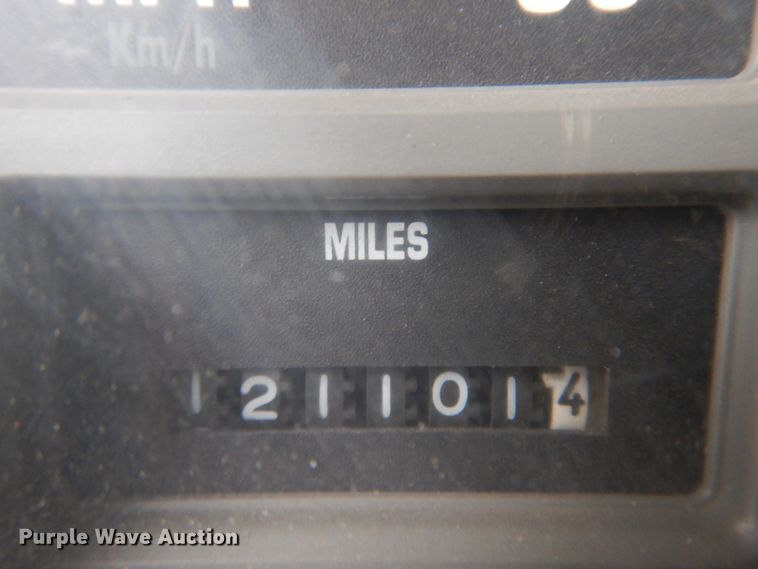 Km/h
MILES
1211014
Purple Wave Auction